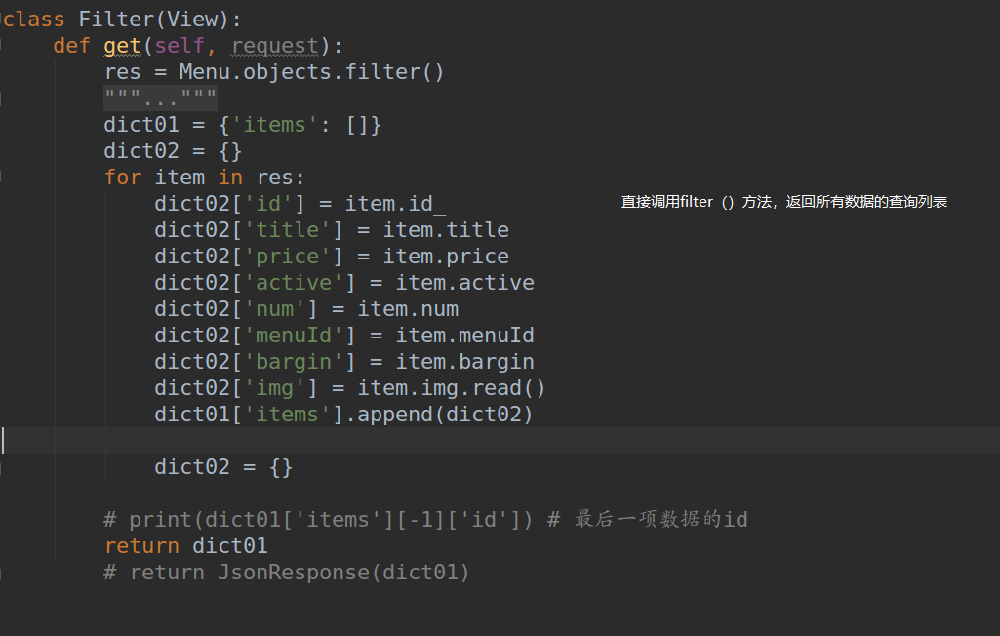 class Filter(View):
    def get(self, request):
        res = Menu.objects.filter()
        """..."""
        dict01 = {'items': []}
        dict02 = {}
        for item in res:
            dict02['id'] = item.id_
直接调用filter（）方法，返回所有数据的查询列表
            dict02['title'] = item.title
            dict02['price'] = item.price
            dict02['active'] = item.active
            dict02['num'] = item.num
            dict02['menuId'] = item.menuId
            dict02['bargin'] = item.bargin
            dict02['img'] = item.img.read()
            dict01['items'].append(dict02)
            dict02 = {}
        # print(dict01['items'][-1]['id']) # 最后一项数据的id
        return dict01
        # return JsonResponse(dict01)